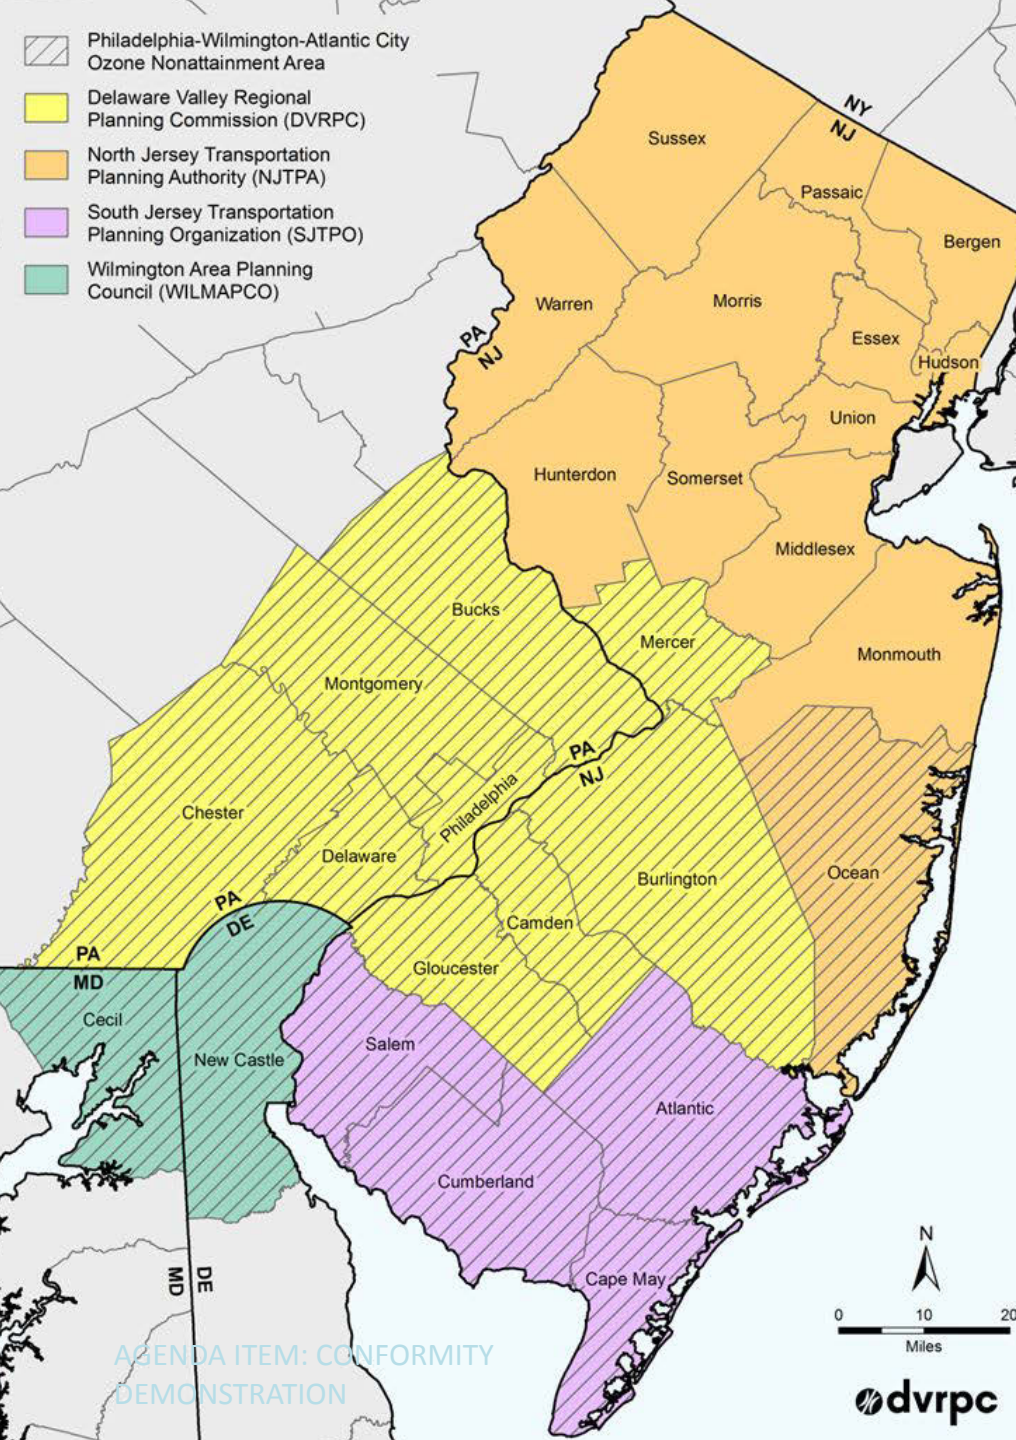 Philadelphia-Wilmington-Atlantic City
Ozone Nonattainment Area
Delaware Valley Regional
Planning Commission (DVRPC)
North Jersey Transportation
Planning Authority (NJTPA)
South Jersey Transportation
Planning Organization (SJTPO)
Wilmington Area Planning
Council (WILMAPCO)
NY
NJ
Sussex
Passaic
Bergen
Warren
Morris
Essex
Hudson
PA
NJ
Union
Hunterdon
Somerset
Middlesex
Bucks
Mercer
Monmouth
Montgomery
PA
NJ
Philadelphia
Chester
Delaware
Burlington
Ocean
PA
DE
Camden
PA
MD
Gloucester
Cecil
New Castle
Salem
Atlantic
Cumberland
Cape May
MD
DE
N
0 10 20
Miles
AGENDA ITEM: CONFORMITY
DEMONSTRATION
dvrpc